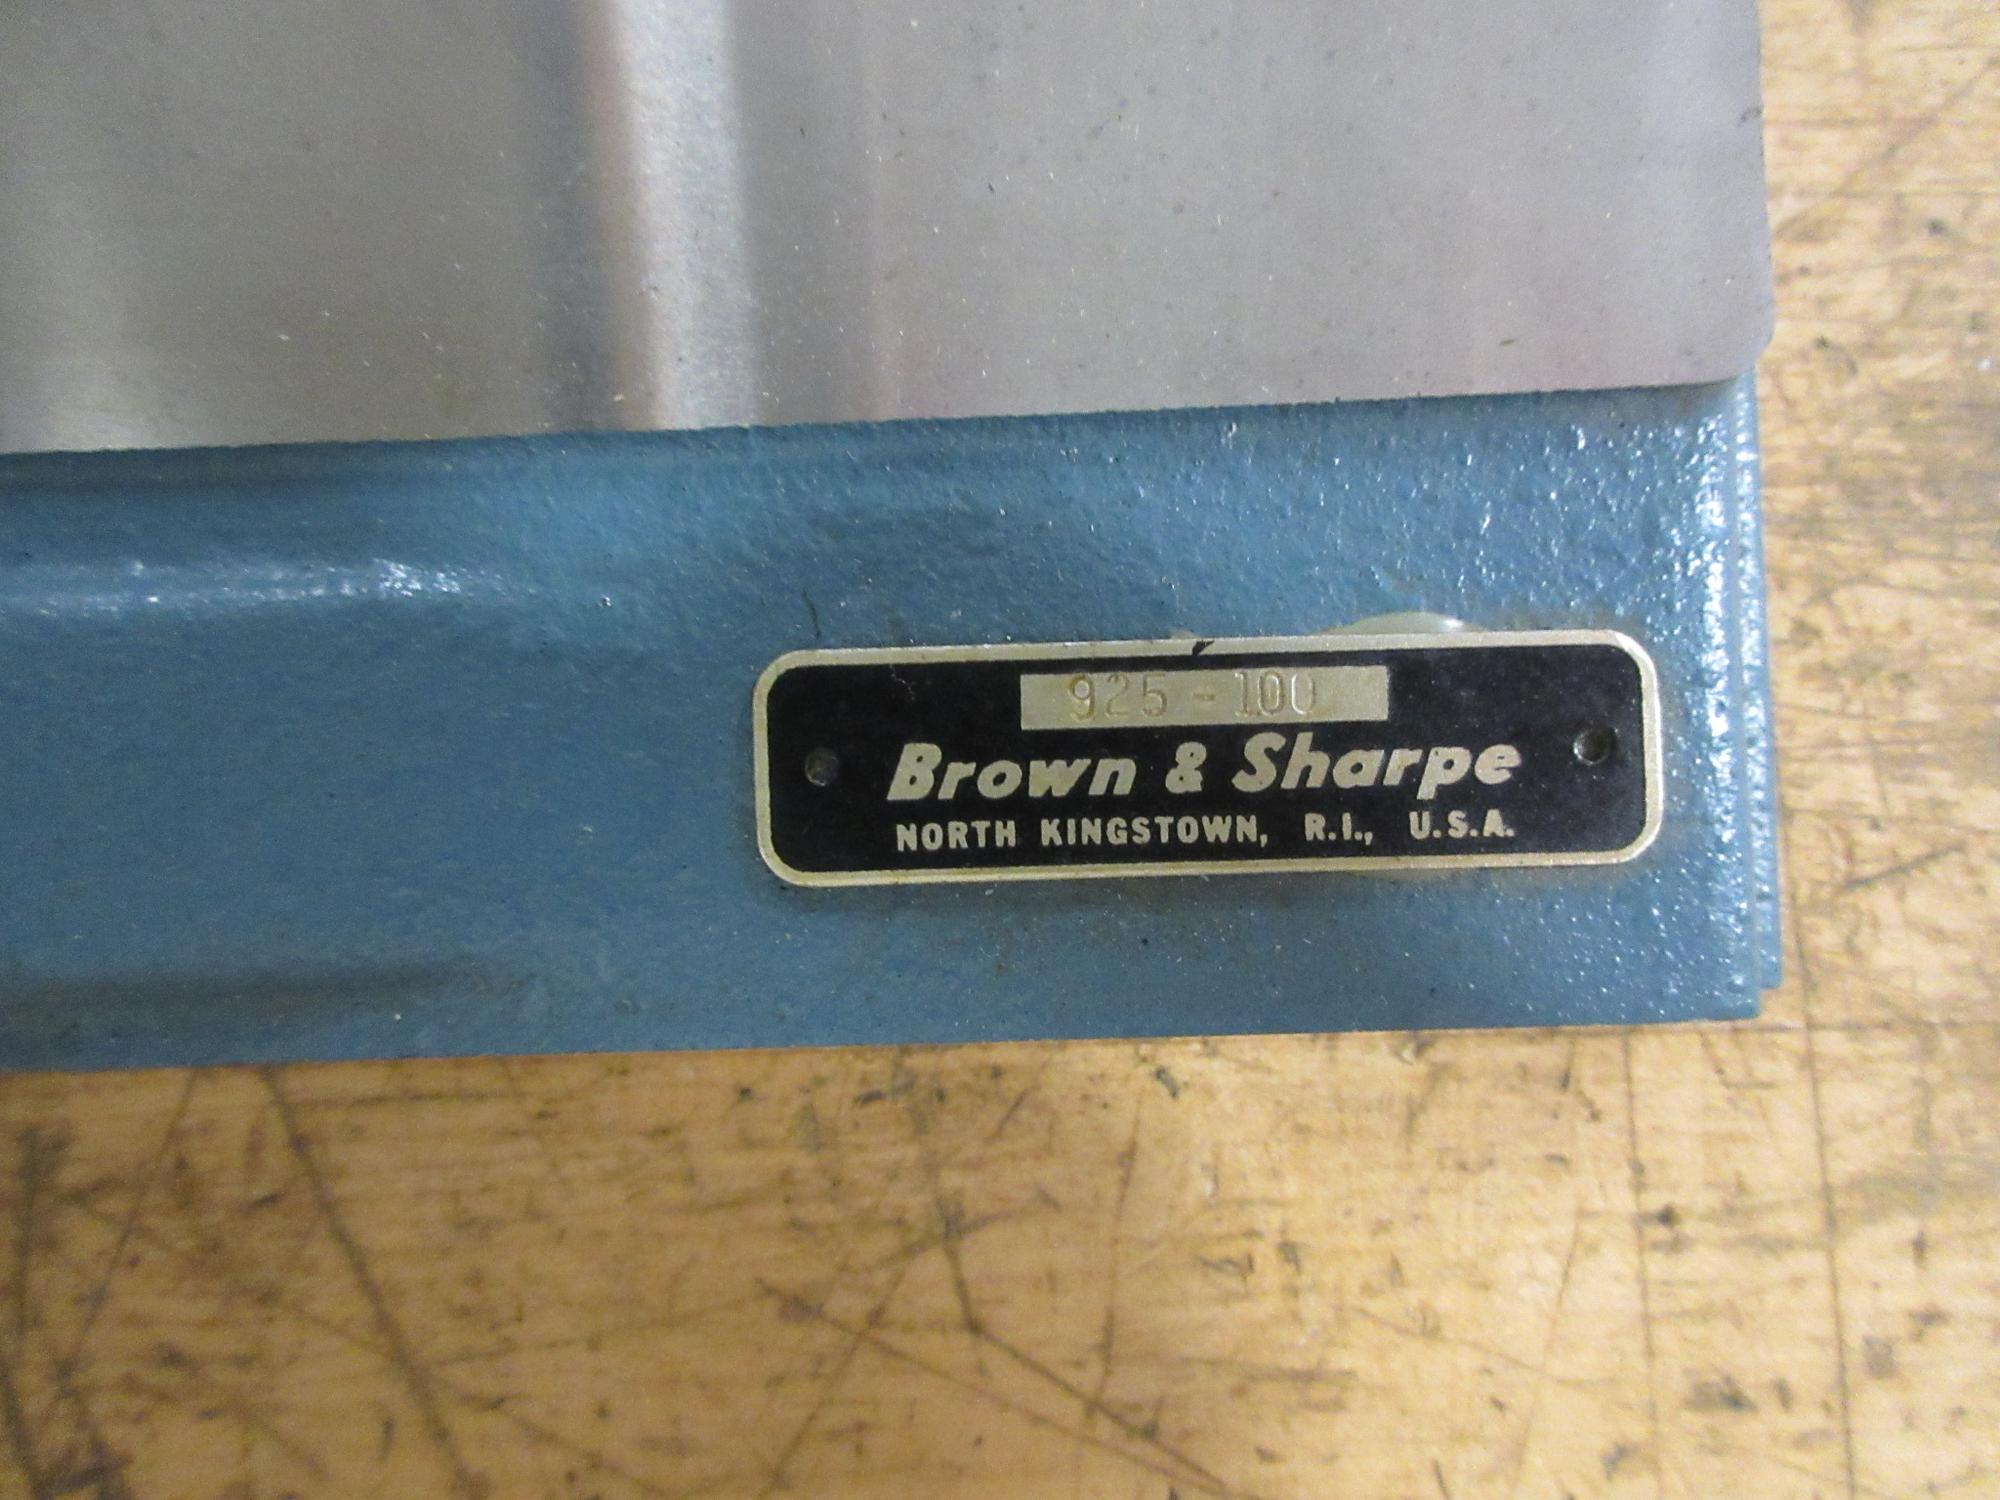 925 - 100
Brown & Sharpe
NORTH KINGSTOWN, R.I., U.S.A.